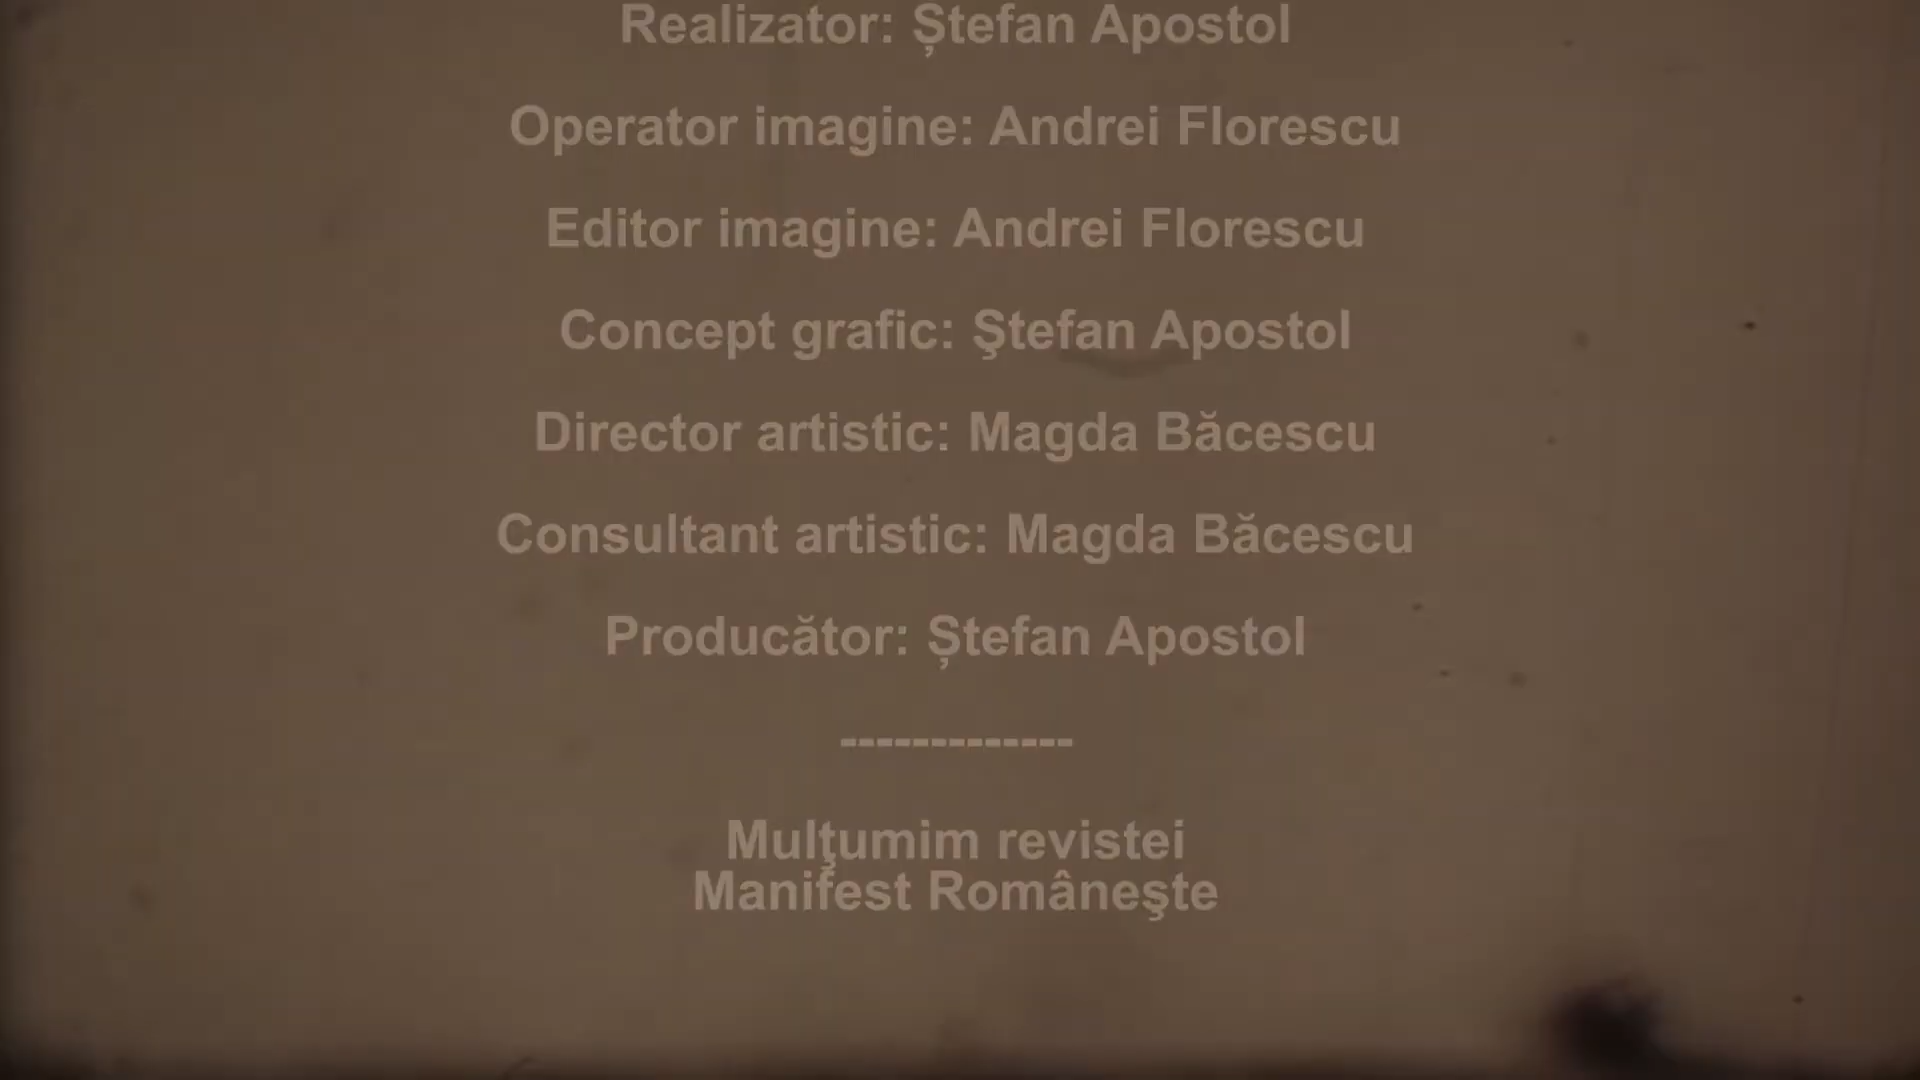 Realizator: Ștefan Apostol
Operator imagine: Andrei Florescu
Editor imagine: Andrei Florescu
Concept grafic: Ştefan Apostol
Director artistic: Magda Băcescu
Consultant artistic: Magda Băcescu
Producător: Ștefan Apostol
-------------
Mulţumim revistei
Manifest Româneşte